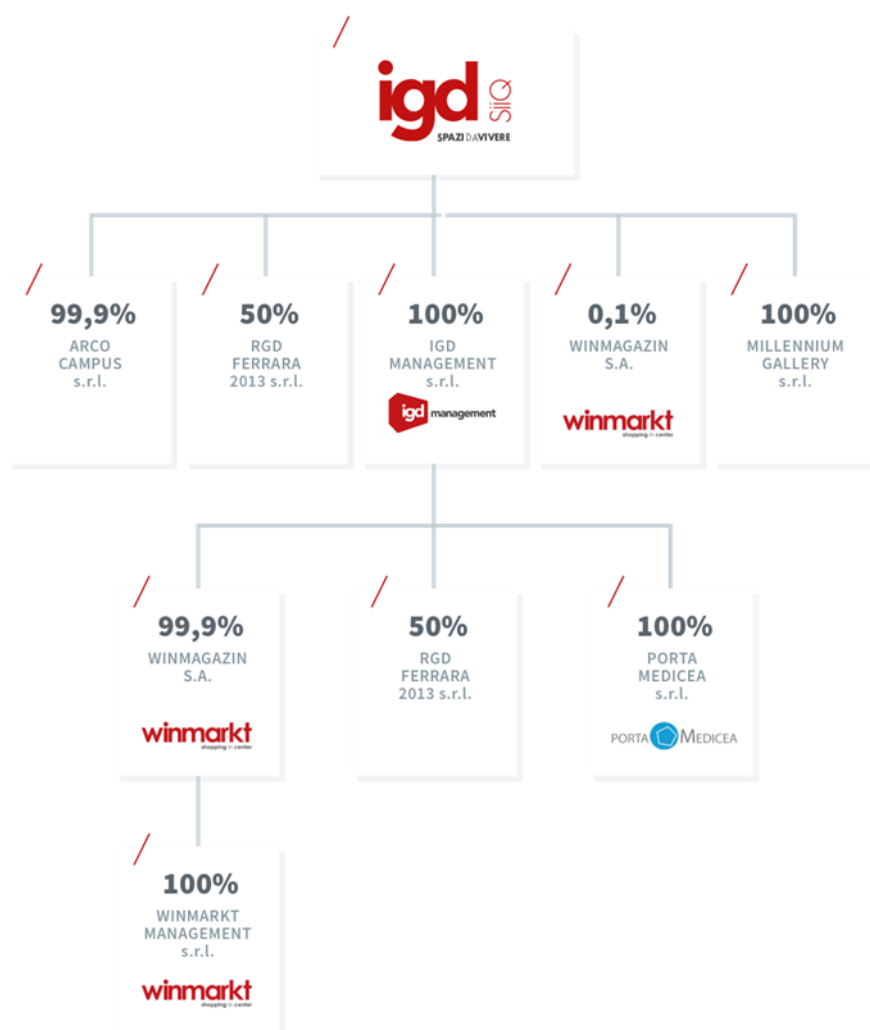 igd SIIQ
SPAZI DA VIVERE
99,9%
ARCO
CAMPUS
s.r.l.
50%
RGD
FERRARA
2013 s.r.l.
100%
IGD
MANAGEMENT
s.r.l.
igd management
0,1%
WINMAGAZIN
S.A.
winmarkt
shopping in center
100%
MILLENNIUM
GALLERY
s.r.l.
99,9%
WINMAGAZIN
S.A.
winmarkt
shopping in center
50%
RGD
FERRARA
2013 s.r.l.
100%
PORTA
MEDICEA
s.r.l.
PORTA MEDICEA
100%
WINMARKT
MANAGEMENT
s.r.l.
winmarkt
shopping in center